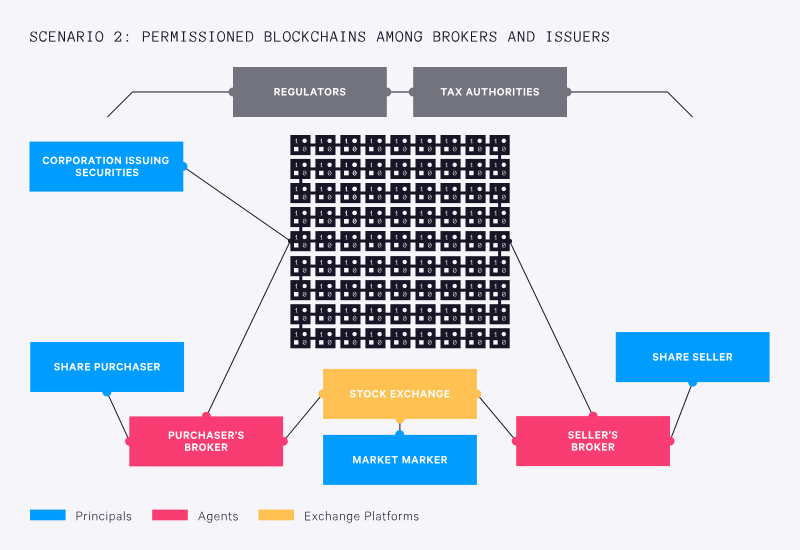 SCENARIO 2: PERMISSIONED BLOCKCHAINS AMONG BROKERS AND ISSUERS
REGULATORS
TAX AUTHORITIES
CORPORATION ISSUING
SECURITIES
SHARE PURCHASER
SHARE SELLER
STOCK EXCHANGE
PURCHASER'S
BROKER
SELLER'S
BROKER
MARKET MARKER
Principals
Agents
Exchange Platforms